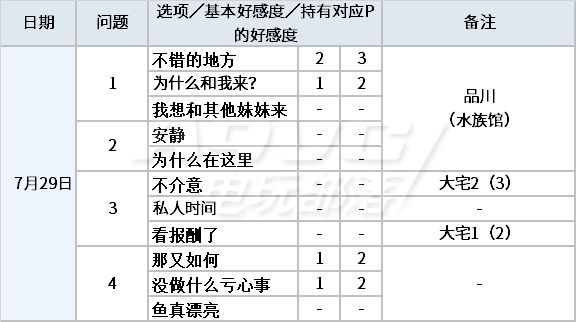 日期 问题 选项／基本好感度／持有对应P的好感度 备注
7月29日 1 不错的地方 2 3 品川（水族馆）
为什么和我来? 1 2
我想和其他妹妹来 - -
2 安静 - -
为什么在这里 - -
3 不介意 - - 大宅2（3）
私人时间 - - -
看报酬了 - - 大宅1（2）
4 那又如何 1 2 -
没做什么亏心事 1 2
鱼真漂亮 - -
电玩部落